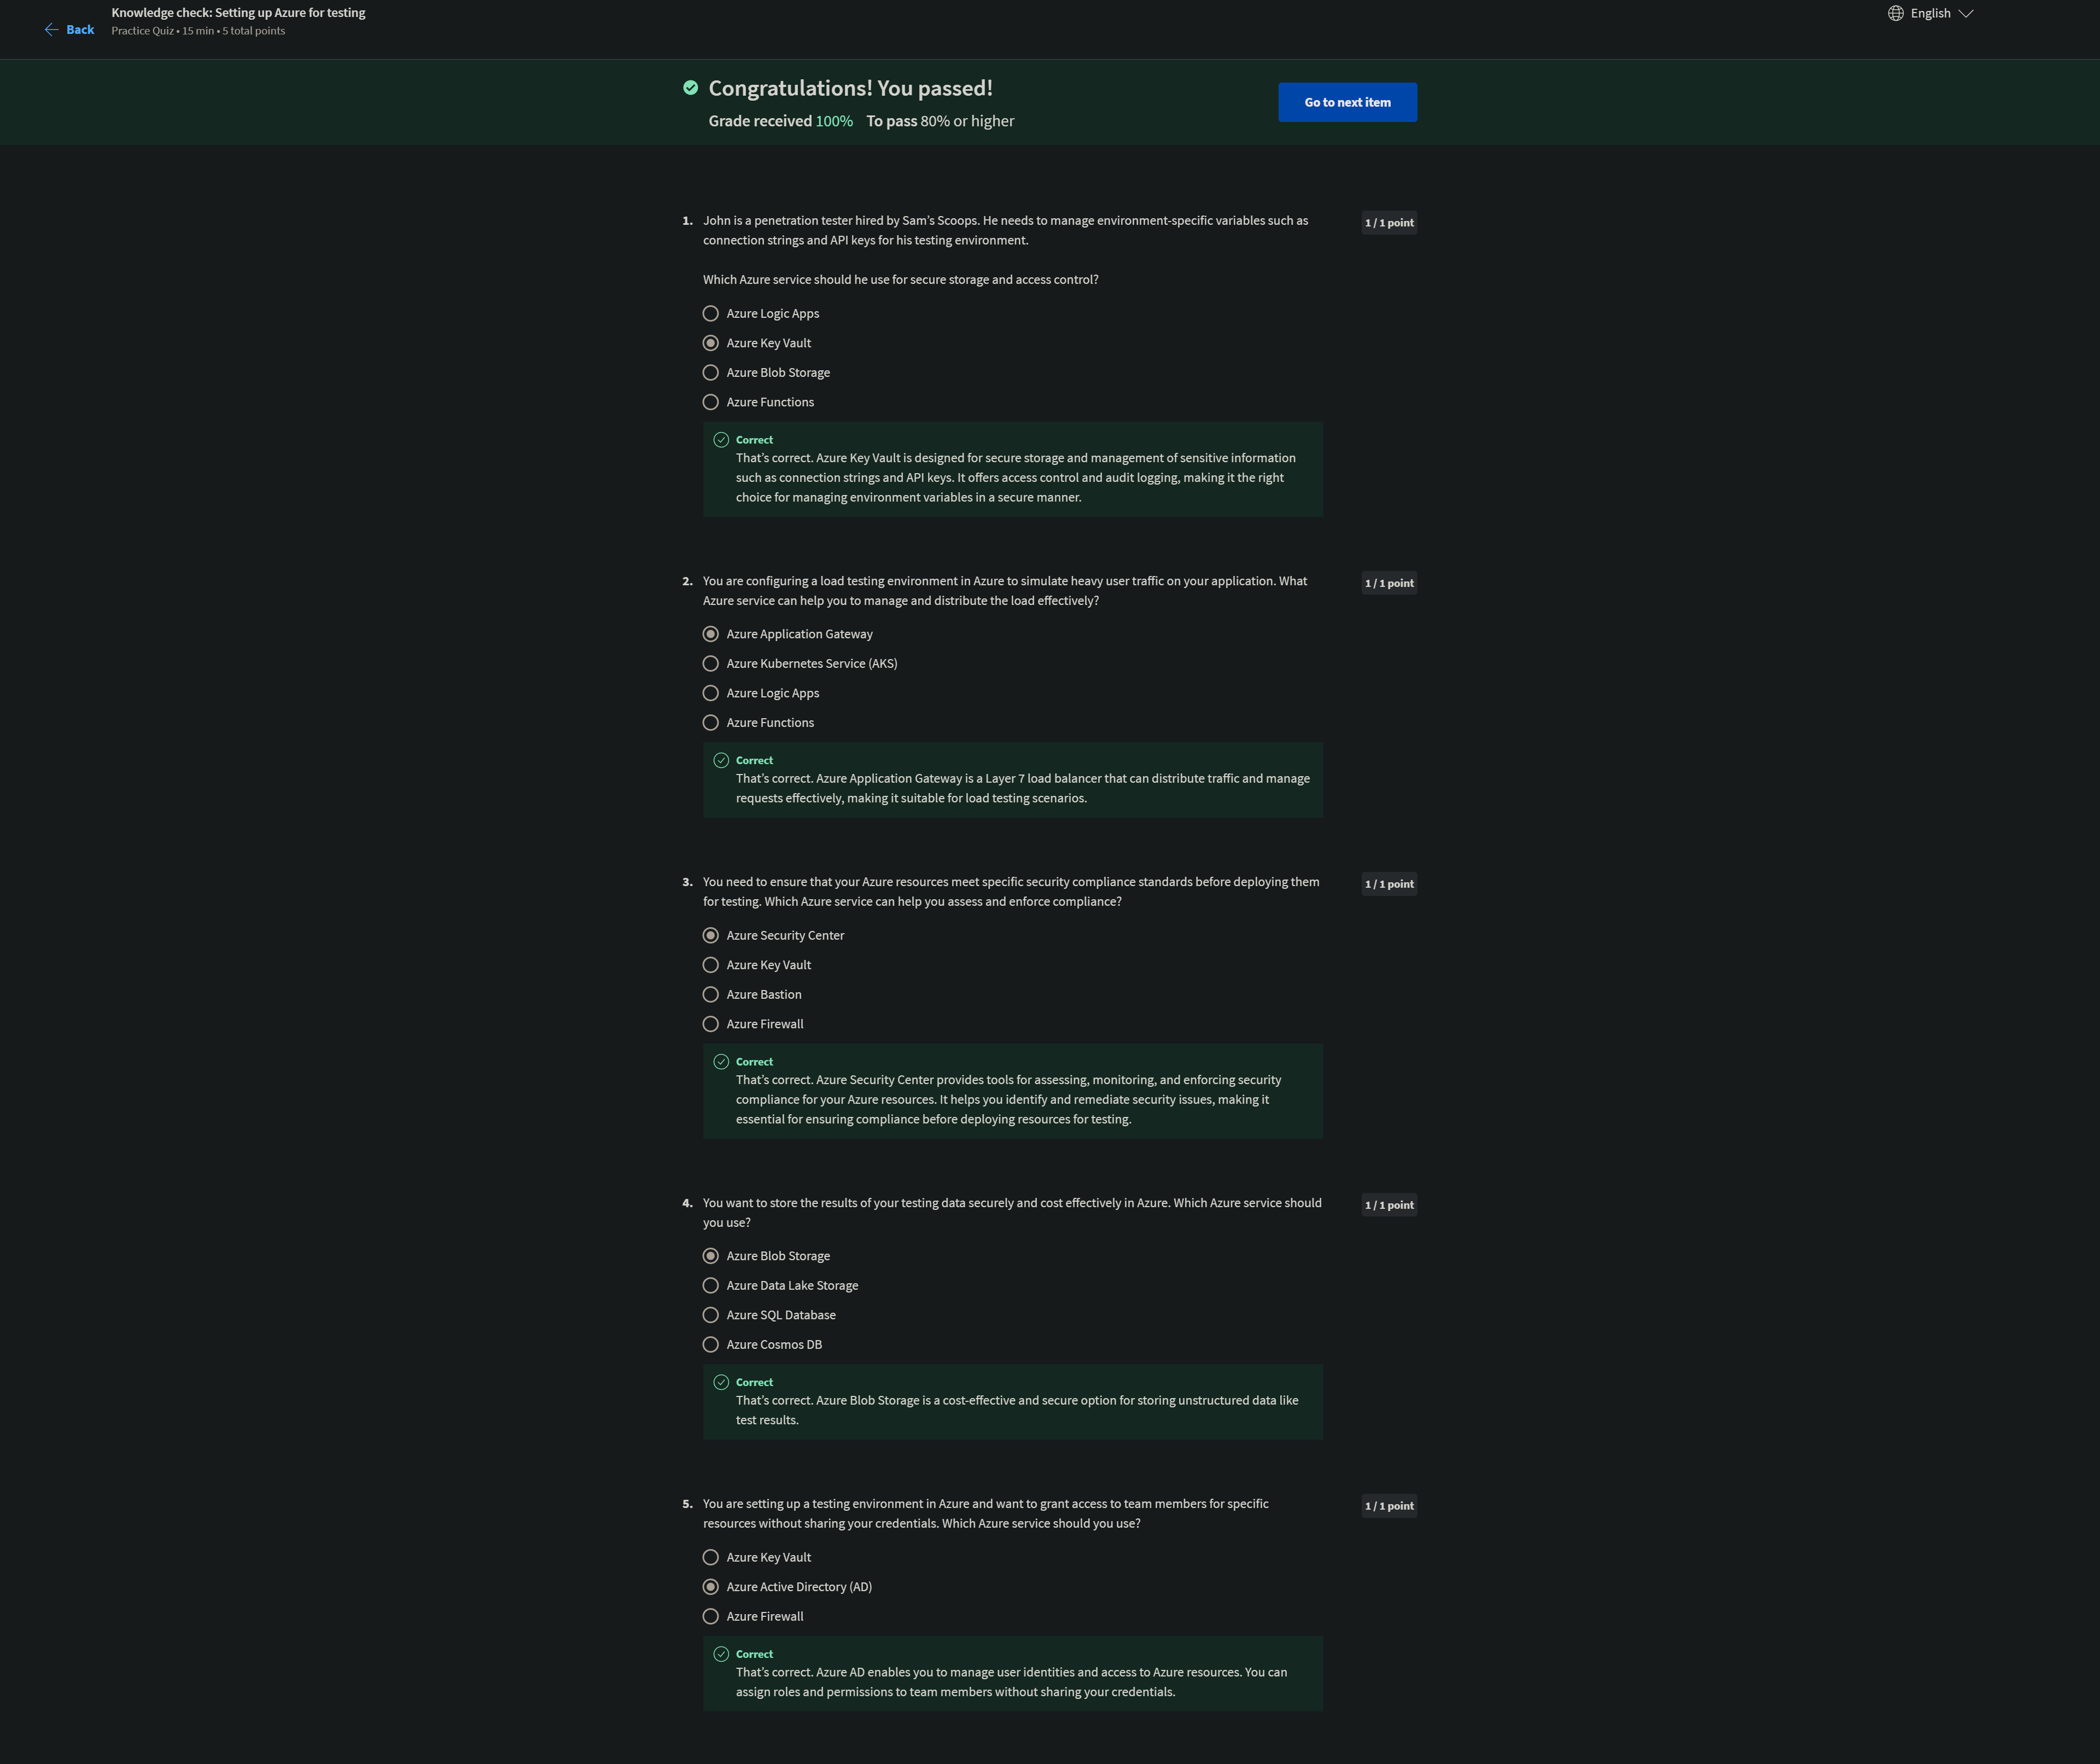 Back
Knowledge check: Setting up Azure for testing
Practice Quiz • 15 min • 5 total points
English
Congratulations! You passed!
Grade received 100% To pass 80% or higher
Go to next item
1. John is a penetration tester hired by Sam’s Scoops. He needs to manage environment-specific variables such as
connection strings and API keys for his testing environment.
1 / 1 point
Which Azure service should he use for secure storage and access control?
Azure Logic Apps
Azure Key Vault
Azure Blob Storage
Azure Functions
Correct
That’s correct. Azure Key Vault is designed for secure storage and management of sensitive information
such as connection strings and API keys. It offers access control and audit logging, making it the right
choice for managing environment variables in a secure manner.
2. You are configuring a load testing environment in Azure to simulate heavy user traffic on your application. What
Azure service can help you to manage and distribute the load effectively?
1 / 1 point
Azure Application Gateway
Azure Kubernetes Service (AKS)
Azure Logic Apps
Azure Functions
Correct
That’s correct. Azure Application Gateway is a Layer 7 load balancer that can distribute traffic and manage
requests effectively, making it suitable for load testing scenarios.
3. You need to ensure that your Azure resources meet specific security compliance standards before deploying them
for testing. Which Azure service can help you assess and enforce compliance?
1 / 1 point
Azure Security Center
Azure Key Vault
Azure Bastion
Azure Firewall
Correct
That’s correct. Azure Security Center provides tools for assessing, monitoring, and enforcing security
compliance for your Azure resources. It helps you identify and remediate security issues, making it
essential for ensuring compliance before deploying resources for testing.
4. You want to store the results of your testing data securely and cost effectively in Azure. Which Azure service should
you use?
1 / 1 point
Azure Blob Storage
Azure Data Lake Storage
Azure SQL Database
Azure Cosmos DB
Correct
That’s correct. Azure Blob Storage is a cost-effective and secure option for storing unstructured data like
test results.
5. You are setting up a testing environment in Azure and want to grant access to team members for specific
resources without sharing your credentials. Which Azure service should you use?
1 / 1 point
Azure Key Vault
Azure Active Directory (AD)
Azure Firewall
Correct
That’s correct. Azure AD enables you to manage user identities and access to Azure resources. You can
assign roles and permissions to team members without sharing your credentials.